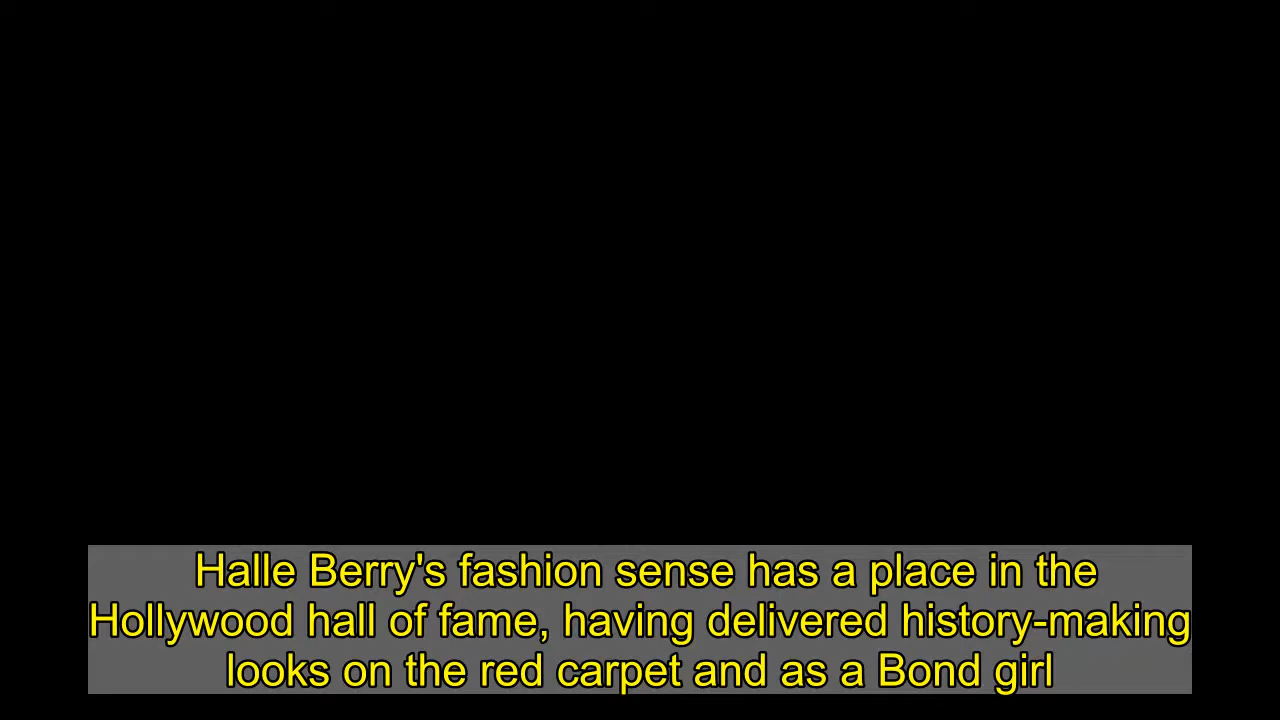 Halle Berry's fashion sense has a place in the
Hollywood hall of fame, having delivered history-making
looks on the red carpet and as a Bond girl